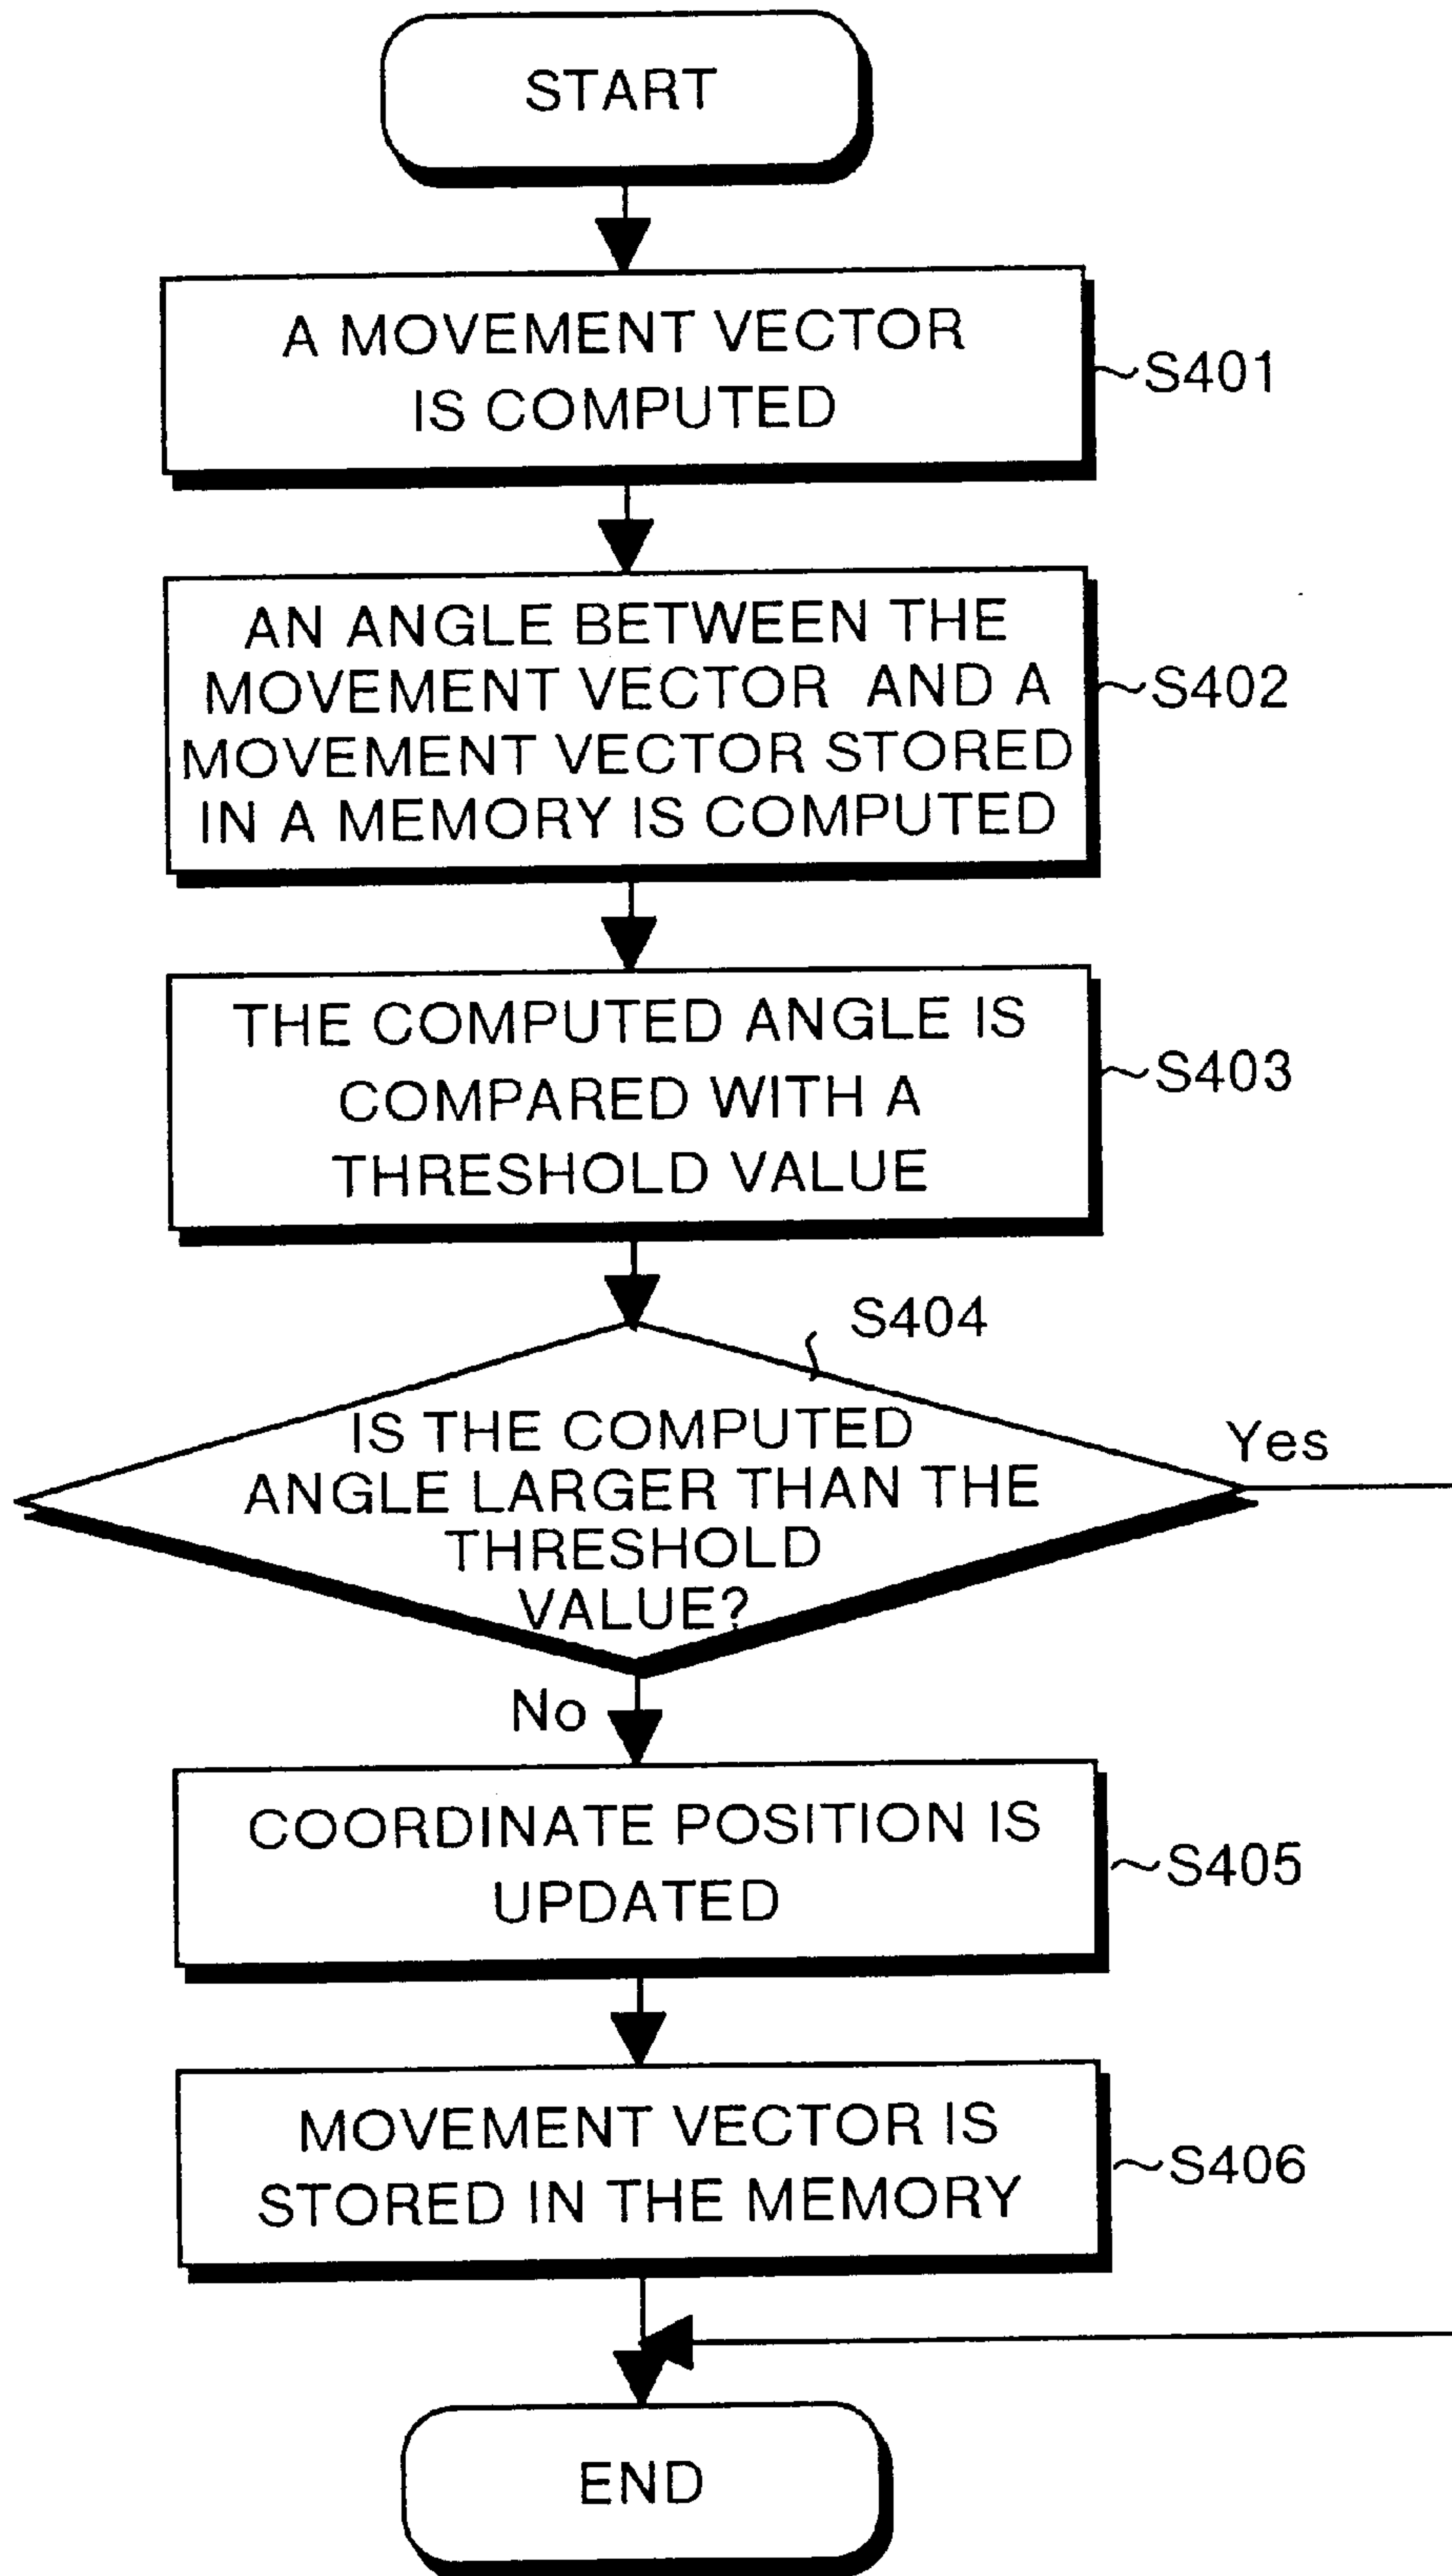 START
A MOVEMENT VECTOR
IS COMPUTED
S401
AN ANGLE BETWEEN THE
MOVEMENT VECTOR AND A
MOVEMENT VECTOR STORED
IN A MEMORY IS COMPUTED
S402
THE COMPUTED ANGLE IS
COMPARED WITH A
THRESHOLD VALUE
S403
S404
IS THE COMPUTED
ANGLE LARGER THAN THE
THRESHOLD
VALUE?
Yes
No
COORDINATE POSITION IS
UPDATED
S405
MOVEMENT VECTOR IS
STORED IN THE MEMORY
S406
END